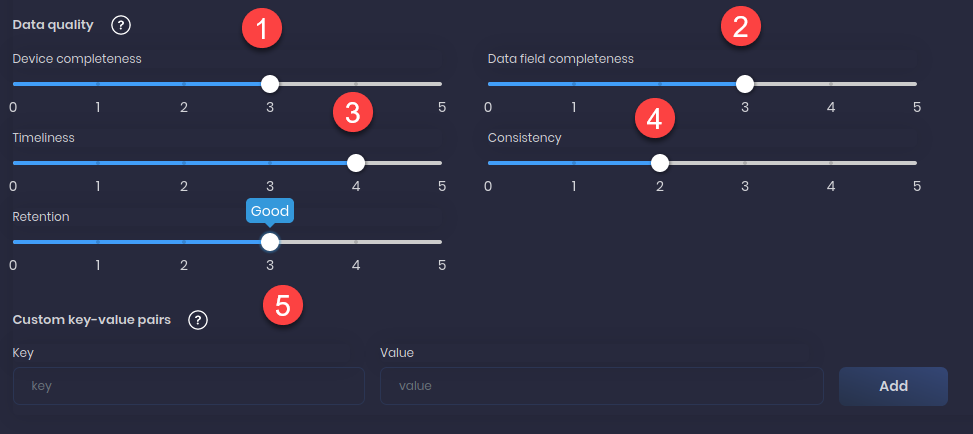 Data quality ?
1
2
Device completeness
Data field completeness
0 1 2 3 4 5
0 1 2 3 4 5
3
4
Timeliness
Consistency
0 1 2 3 4 5
0 1 2 3 4 5
Good
Retention
0 1 2 3 4 5
5
Custom key-value pairs ?
Key
Value
key
value
Add